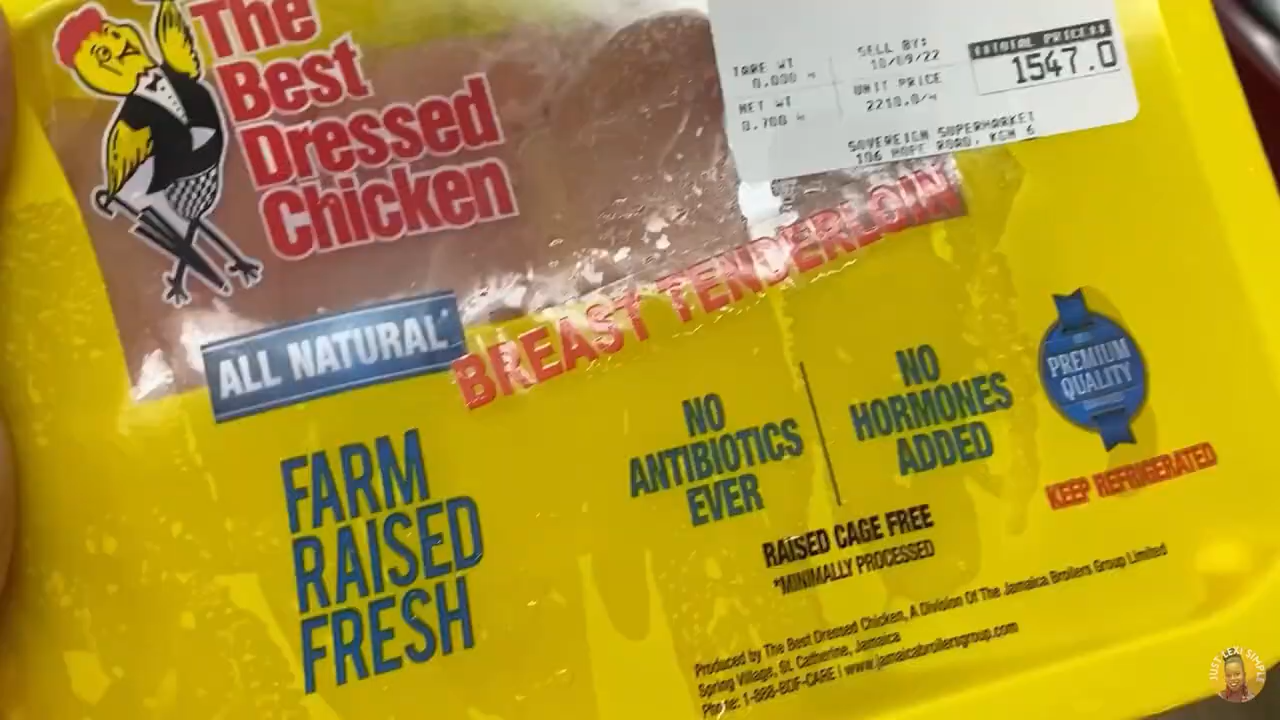 The
Best
Dressed
Chicken
TARE WT
0.000
SELL BY:
10/09/22
TOTAL PRICE
1547.0
NET WT
0.700
UNIT PRICE
2210.0/
SOVEREIGN SUPERMARKET
106 HOPE ROAD, KGN 6
ALL NATURAL*
BREAST TENDERLOIN
FARM
RAISED
FRESH
NO
ANTIBIOTICS
EVER
NO
HORMONES
ADDED
PREMIUM
QUALITY
KEEP REFRIGERATED
RAISED CAGE FREE
*MINIMALLY PROCESSED
Produced by The Best Dressed Chicken, A Division Of The Jamaica Broilers Group Limited
Spring Village, St. Catherine, Jamaica
Phone: 1-888-BDF-CARE | www.jamaicabroilersgroup.com
JUST LEXI SIMPLE